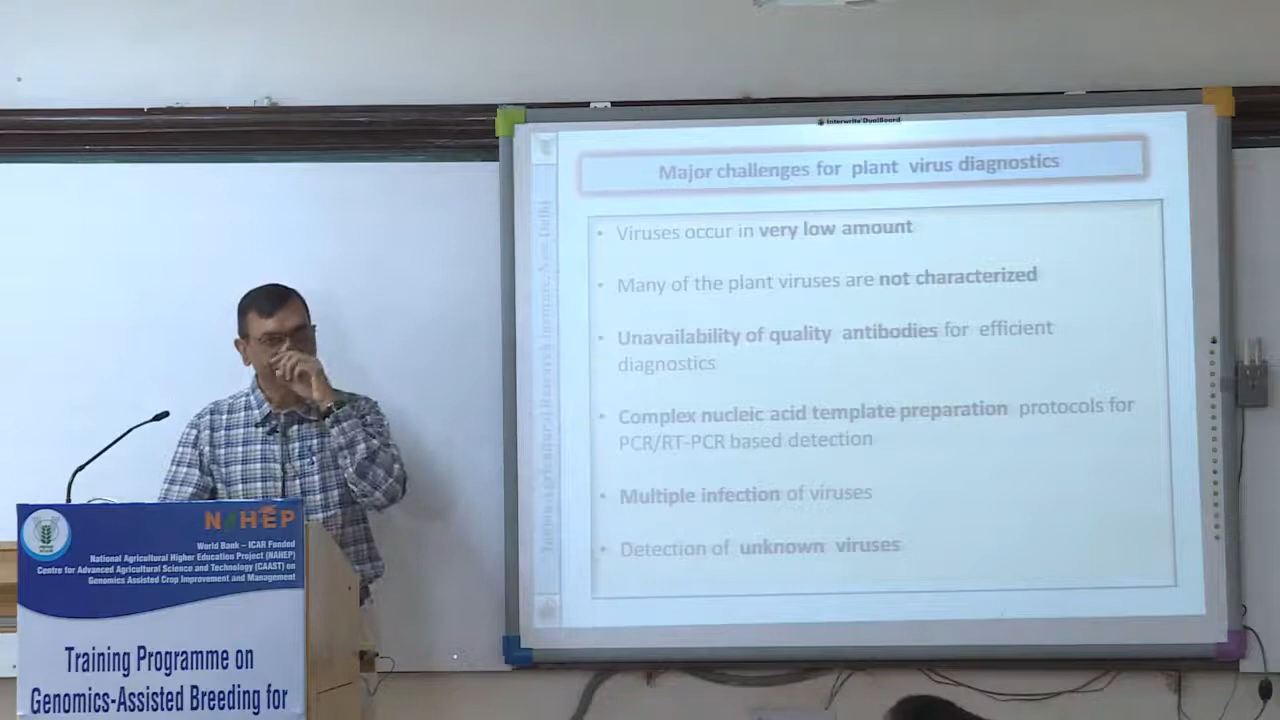 Interwrite DualBoard
Major challenges for plant virus diagnostics
• Viruses occur in very low amount
• Many of the plant viruses are not characterized
• Unavailability of quality antibodies for efficient
diagnostics
• Complex nucleic acid template preparation protocols for
PCR/RT-PCR based detection
• Multiple infection of viruses
• Detection of unknown viruses
NAHEP
World Bank – ICAR Funded
National Agricultural Higher Education Project (NAHEP)
Centre for Advanced Agricultural Science and Technology (CAAST) on
Genomics Assisted Crop Improvement and Management
Training Programme on
Genomics-Assisted Breeding for